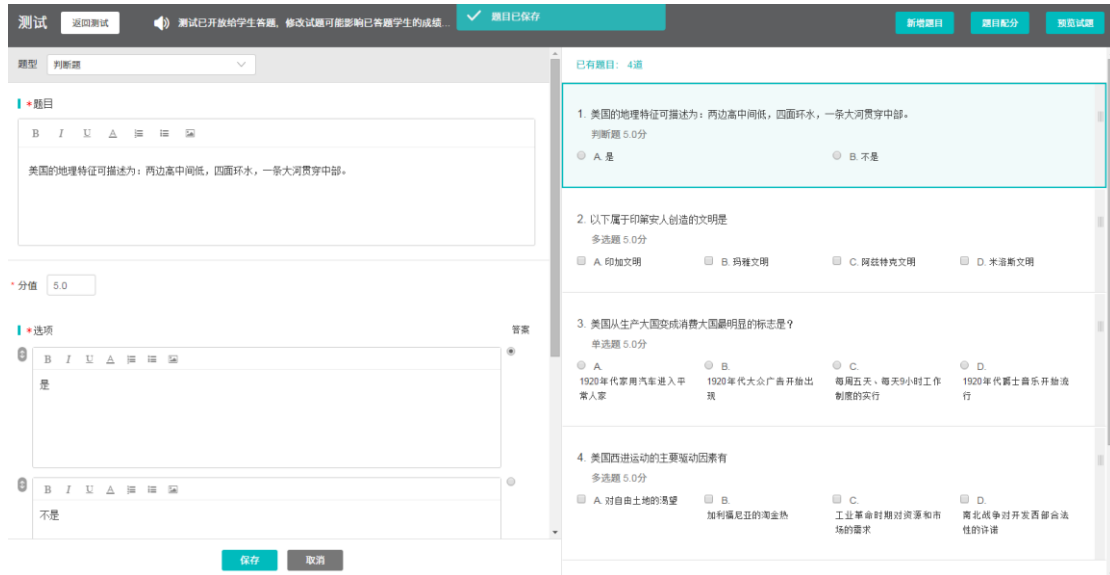 测试 返回测试 测试已开放给学生答题，修改试题可能影响已答题学生的成绩... 题目已保存 新增题目 题目配分 预览试题
题型 判断题
*题目
B I U A
美国的地理特征可描述为：两边高中间低，四面环水，一条大河贯穿中部。
*分值 5.0
*选项 答案
B I U A
是
B I U A
不是
保存 取消
已有题目： 4道
1. 美国的地理特征可描述为：两边高中间低，四面环水，一条大河贯穿中部。
判断题 5.0分
A. 是 B. 不是
2. 以下属于印第安人创造的文明是
多选题 5.0分
A. 印加文明 B. 玛雅文明 C. 阿兹特克文明 D. 米洛斯文明
3. 美国从生产大国变成消费大国最明显的标志是？
单选题 5.0分
A. B. C. D.
1920年代家用汽车进入平 1920年代大众广告开始出 每周五天、每天9小时工作 1920年代爵士音乐开始流
常人家 现 制度的实行 行
4. 美国西进运动的主要驱动因素有
多选题 5.0分
A. 对自由土地的渴望 B. C. D.
加利福尼亚的淘金热 工业革命时期对资源和市 南北战争对开发西部合法
场的需求 性的许诺